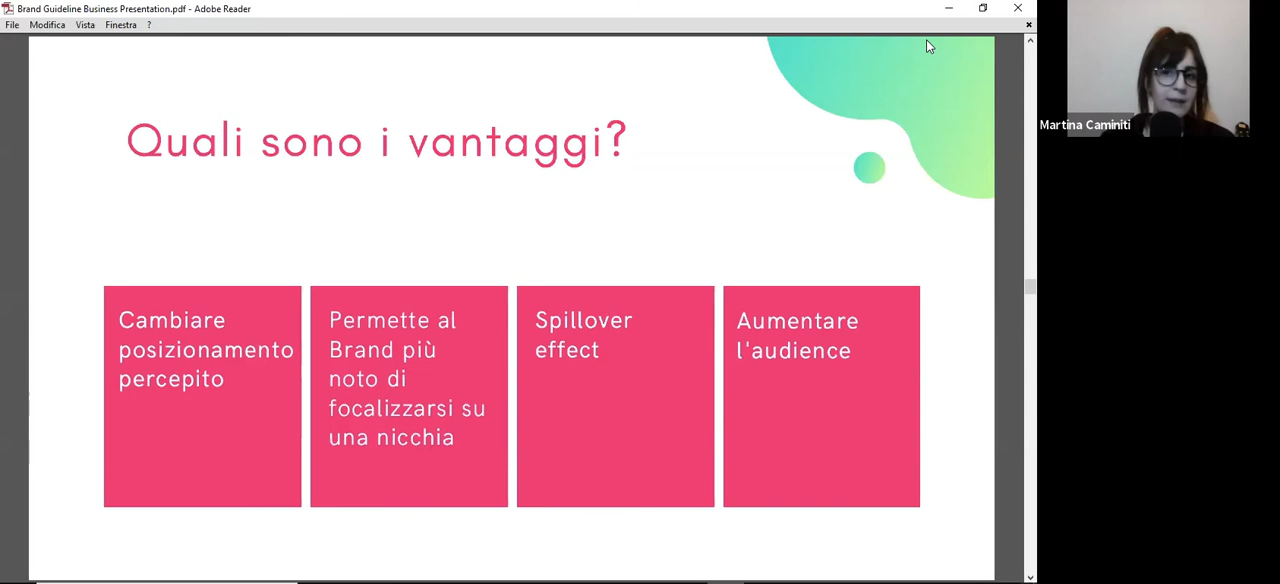 Brand Guideline Business Presentation.pdf - Adobe Reader
File Modifica Vista Finestra ?
Quali sono i vantaggi?
Cambiare
posizionamento
percepito
Permette al
Brand più
noto di
focalizzarsi su
una nicchia
Spillover
effect
Aumentare
l'audience
Martina Caminiti